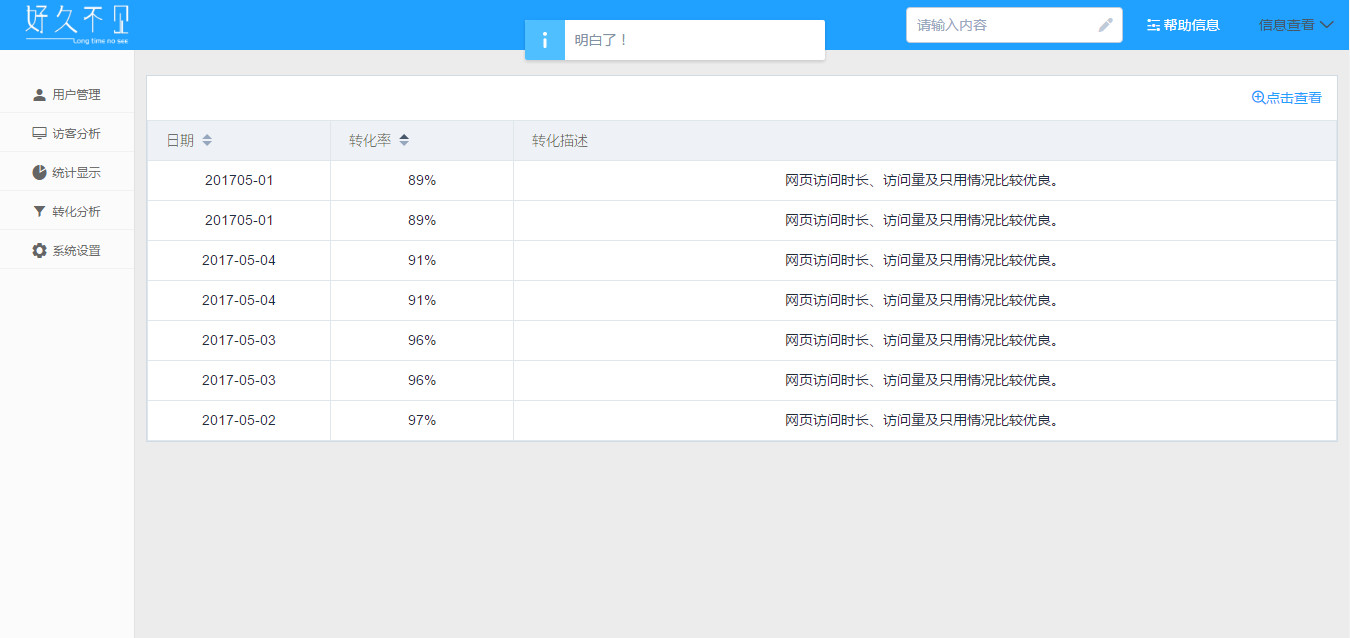 好久不见
Long time no see
明白了！
请输入内容
帮助信息
信息查看
用户管理
访客分析
统计显示
转化分析
系统设置
点击查看
日期 转化率 转化描述
201705-01 89% 网页访问时长、访问量及只用情况比较优良。
201705-01 89% 网页访问时长、访问量及只用情况比较优良。
2017-05-04 91% 网页访问时长、访问量及只用情况比较优良。
2017-05-04 91% 网页访问时长、访问量及只用情况比较优良。
2017-05-03 96% 网页访问时长、访问量及只用情况比较优良。
2017-05-03 96% 网页访问时长、访问量及只用情况比较优良。
2017-05-02 97% 网页访问时长、访问量及只用情况比较优良。